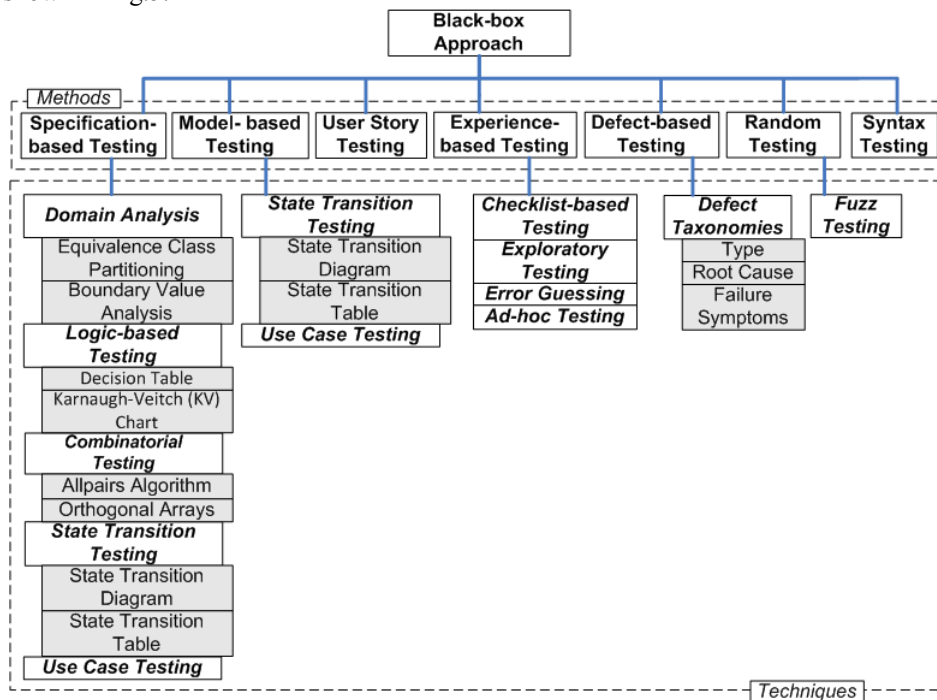 Black-box
Approach
Methods
Specification-
based Testing
Model- based
Testing
User Story
Testing
Experience-
based Testing
Defect-based
Testing
Random
Testing
Syntax
Testing
Domain Analysis
Equivalence Class
Partitioning
Boundary Value
Analysis
Logic-based
Testing
Decision Table
Karnaugh-Veitch (KV)
Chart
Combinatorial
Testing
Allpairs Algorithm
Orthogonal Arrays
State Transition
Testing
State Transition
Diagram
State Transition
Table
Use Case Testing
State Transition
Testing
State Transition
Diagram
State Transition
Table
Use Case Testing
Checklist-based
Testing
Exploratory
Testing
Error Guessing
Ad-hoc Testing
Defect
Taxonomies
Type
Root Cause
Failure
Symptoms
Fuzz
Testing
Techniques